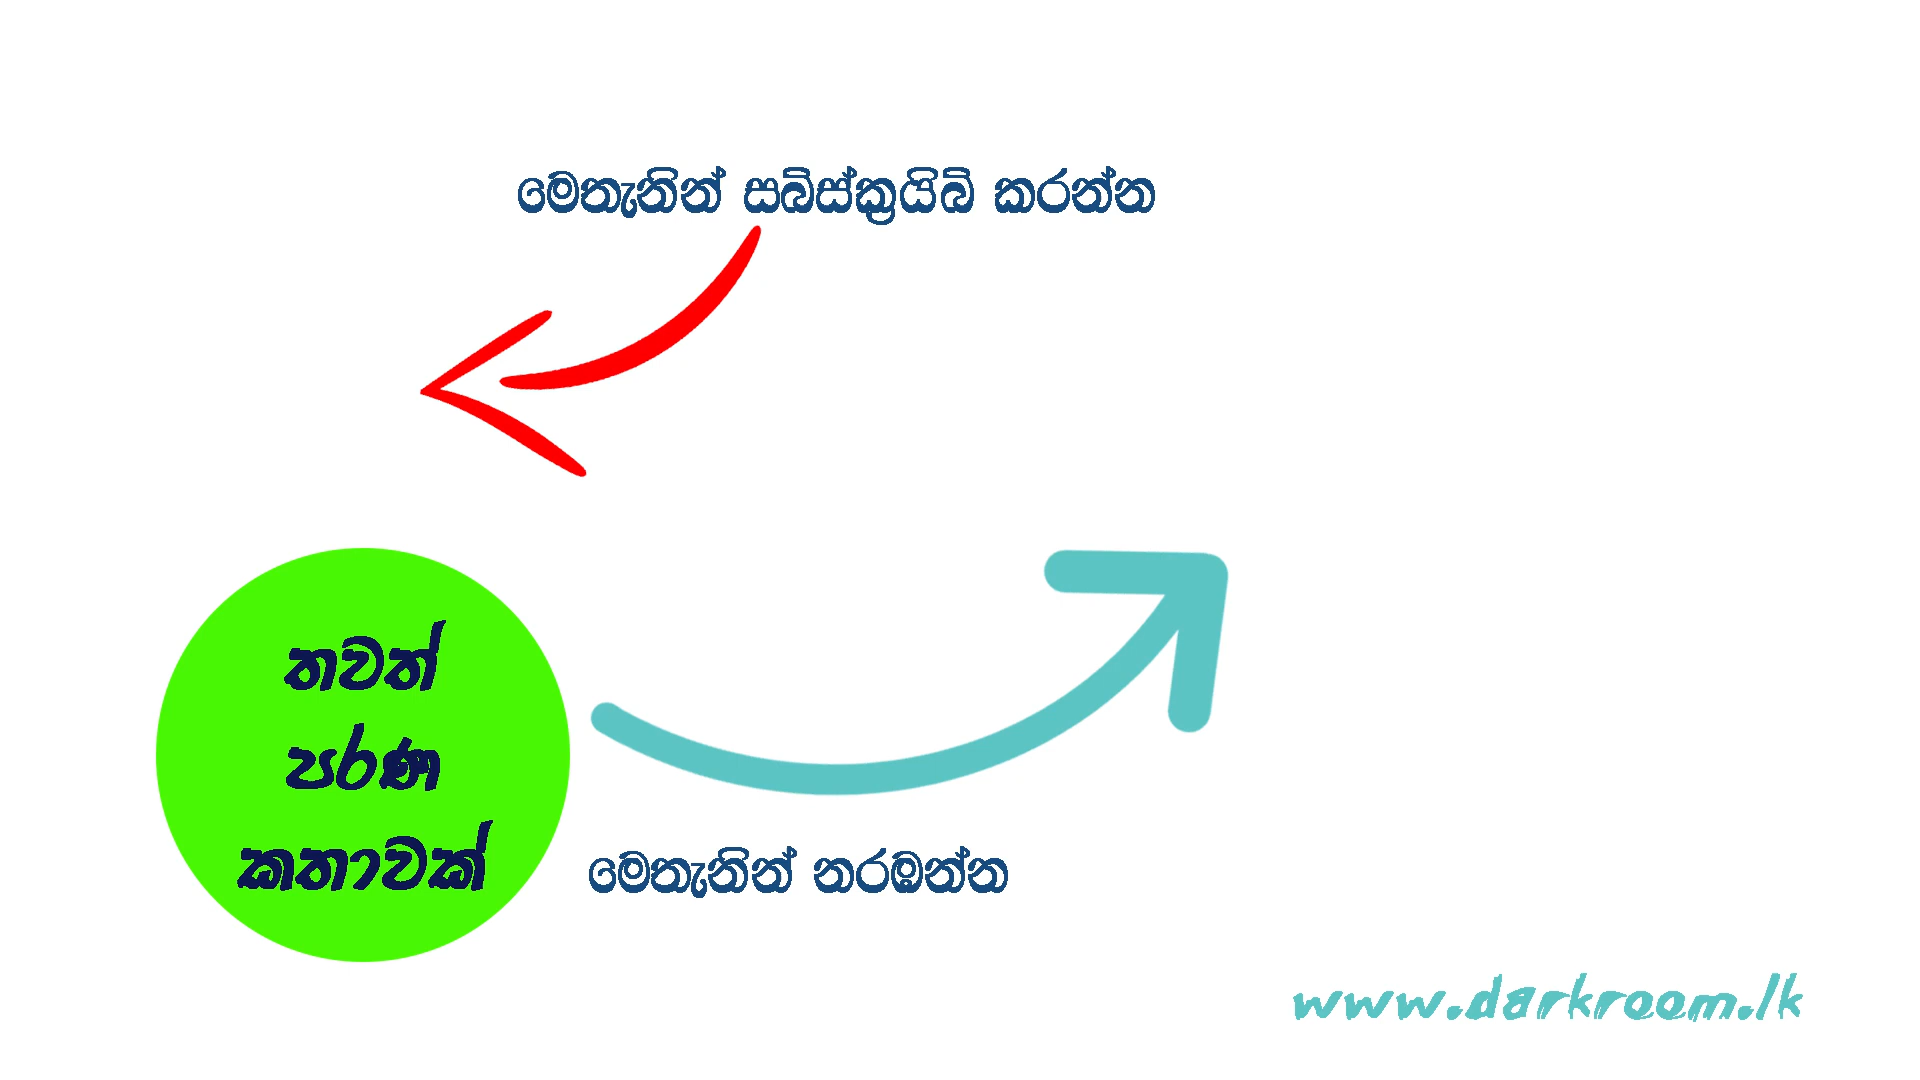 මෙතැනින් සබ්ස්ක්‍රයිබ් කරන්න
තවත්
පරණ
කතාවක්
මෙතැනින් නරඹන්න
www.darkroom.lk